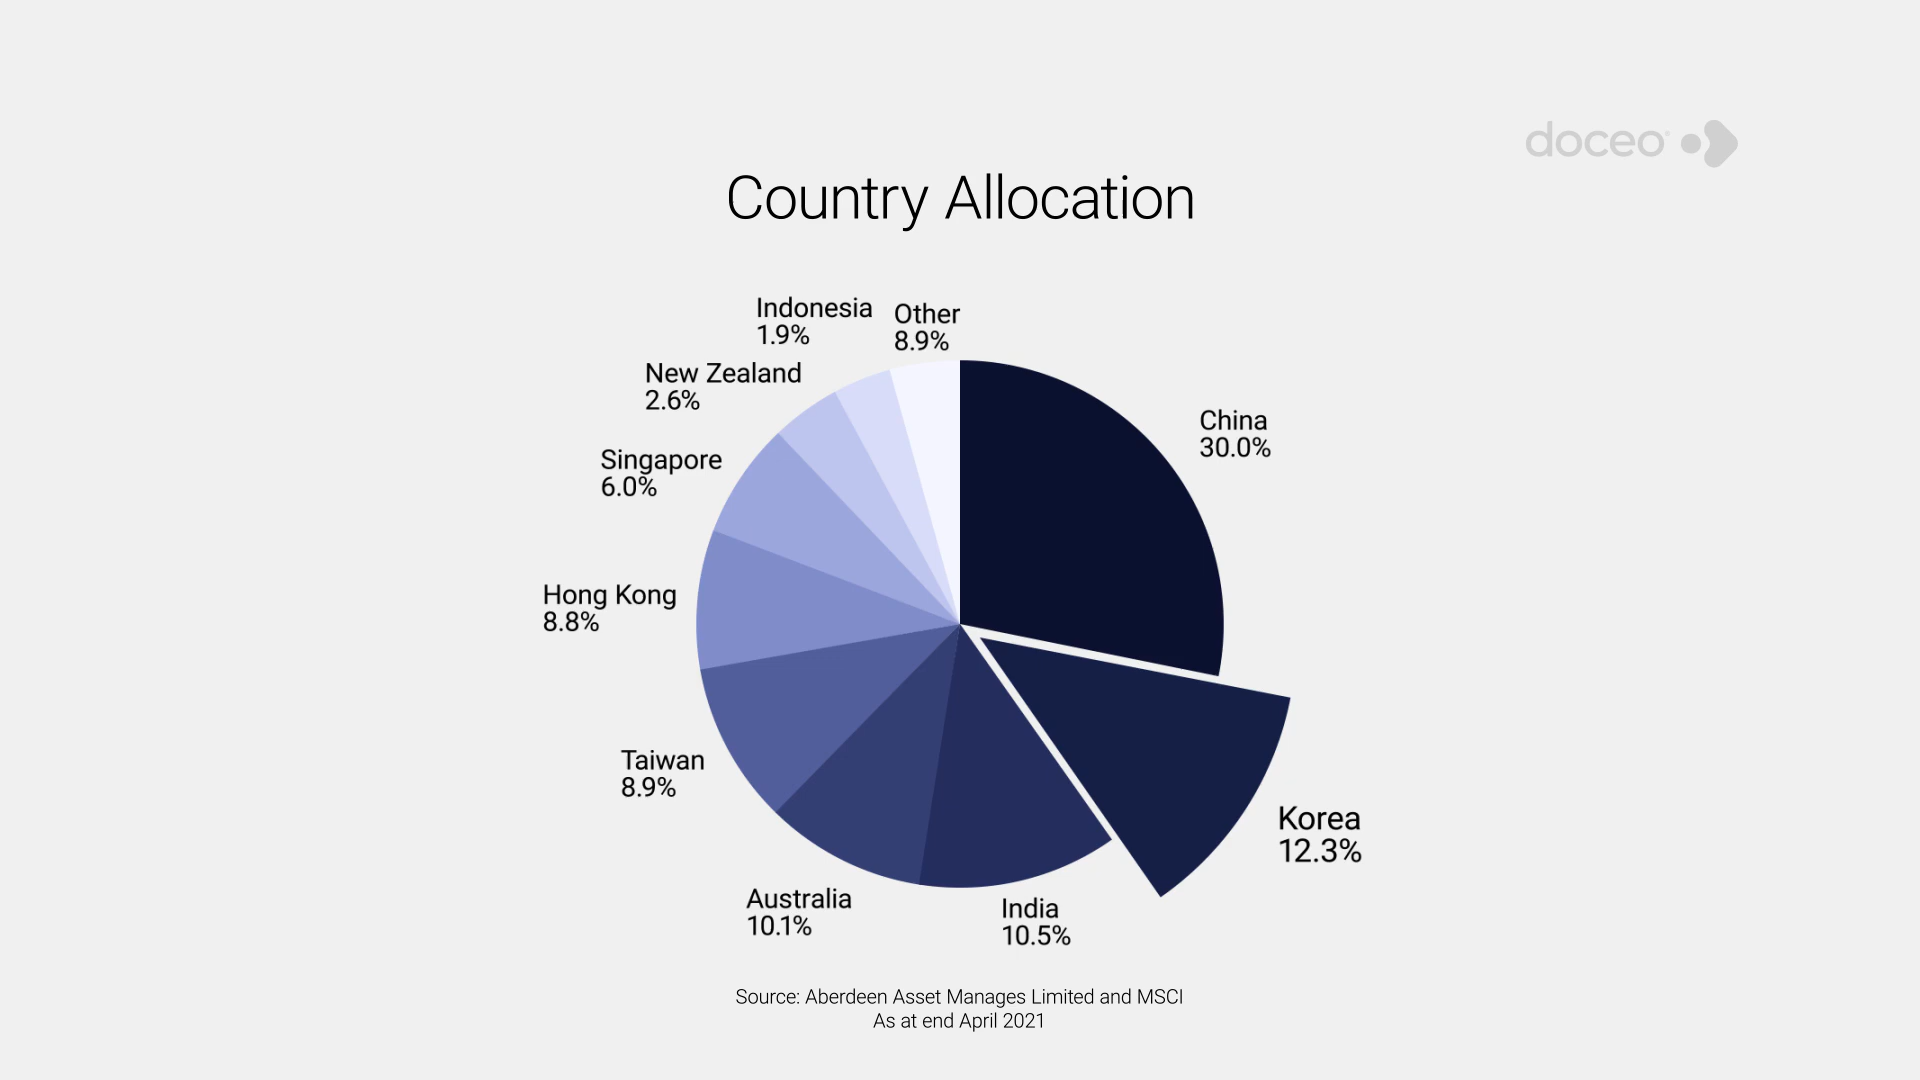 doceo
Country Allocation
Indonesia
1.9%
Other
8.9%
New Zealand
2.6%
China
30.0%
Singapore
6.0%
Hong Kong
8.8%
Taiwan
8.9%
Korea
12.3%
Australia
10.1%
India
10.5%
Source: Aberdeen Asset Manages Limited and MSCI
As at end April 2021